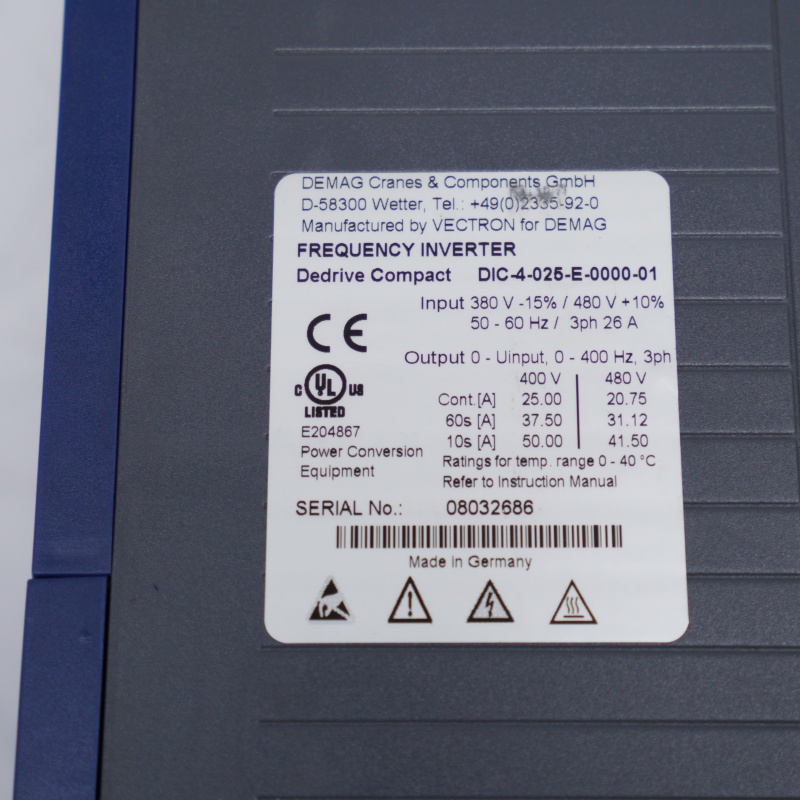 DEMAG Cranes & Components GmbH
D-58300 Wetter, Tel.: +49(0)2335-92-0
Manufactured by VECTRON for DEMAG
FREQUENCY INVERTER
Dedrive Compact DIC-4-025-E-0000-01
Input 380 V -15% / 480 V +10%
50 - 60 Hz / 3ph 26 A
CE
Output 0 - Uinput, 0 - 400 Hz, 3ph
400 V 480 V
Cont.[A] 25.00 20.75
60s [A] 37.50 31.12
10s [A] 50.00 41.50
C UL US
LISTED
E204867
Power Conversion
Equipment
Ratings for temp. range 0 - 40 °C
Refer to Instruction Manual
SERIAL No.: 08032686
Made in Germany